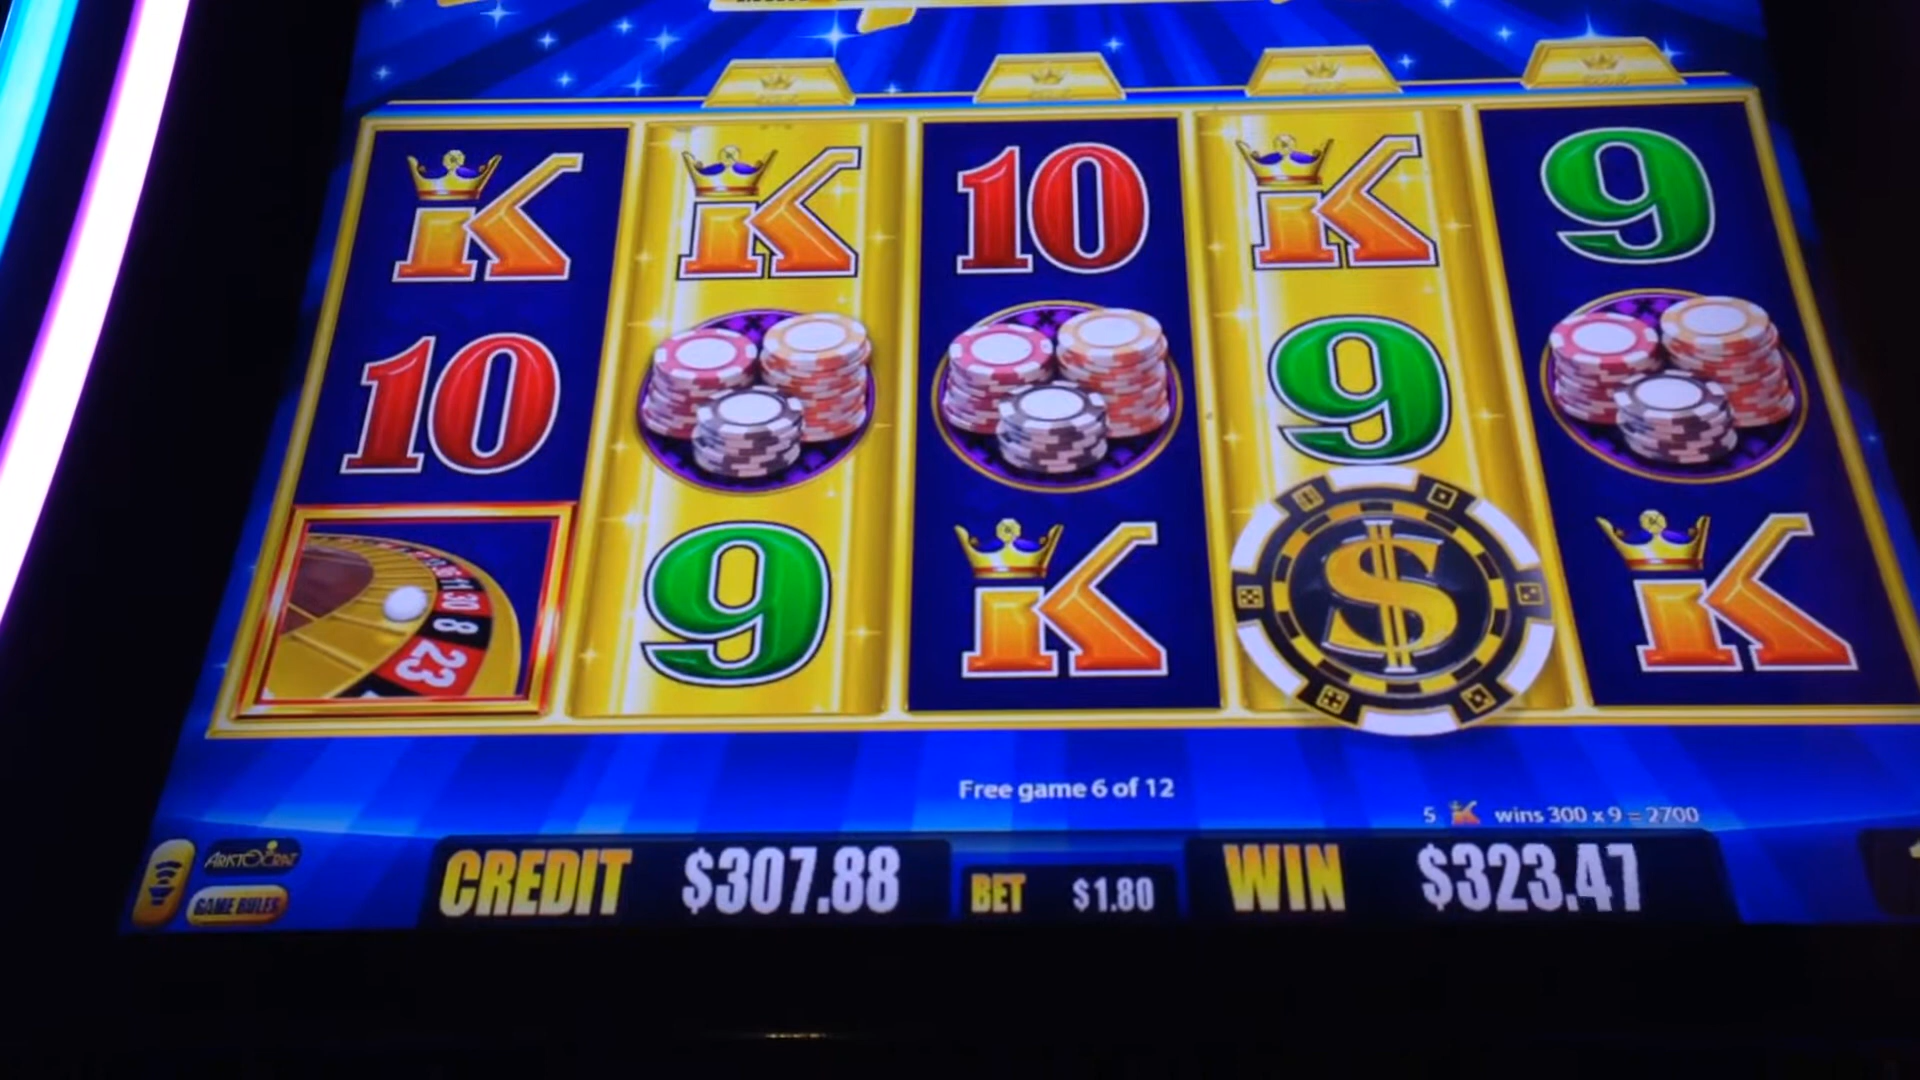 K K 10 K 9
10 9
30
8
23 9 K $ K
Free game 6 of 12
5 K wins 300 x 9 = 2700
ARISTOCRAT
GAME RULES
CREDIT $307.88 BET $1.80 WIN $323.47